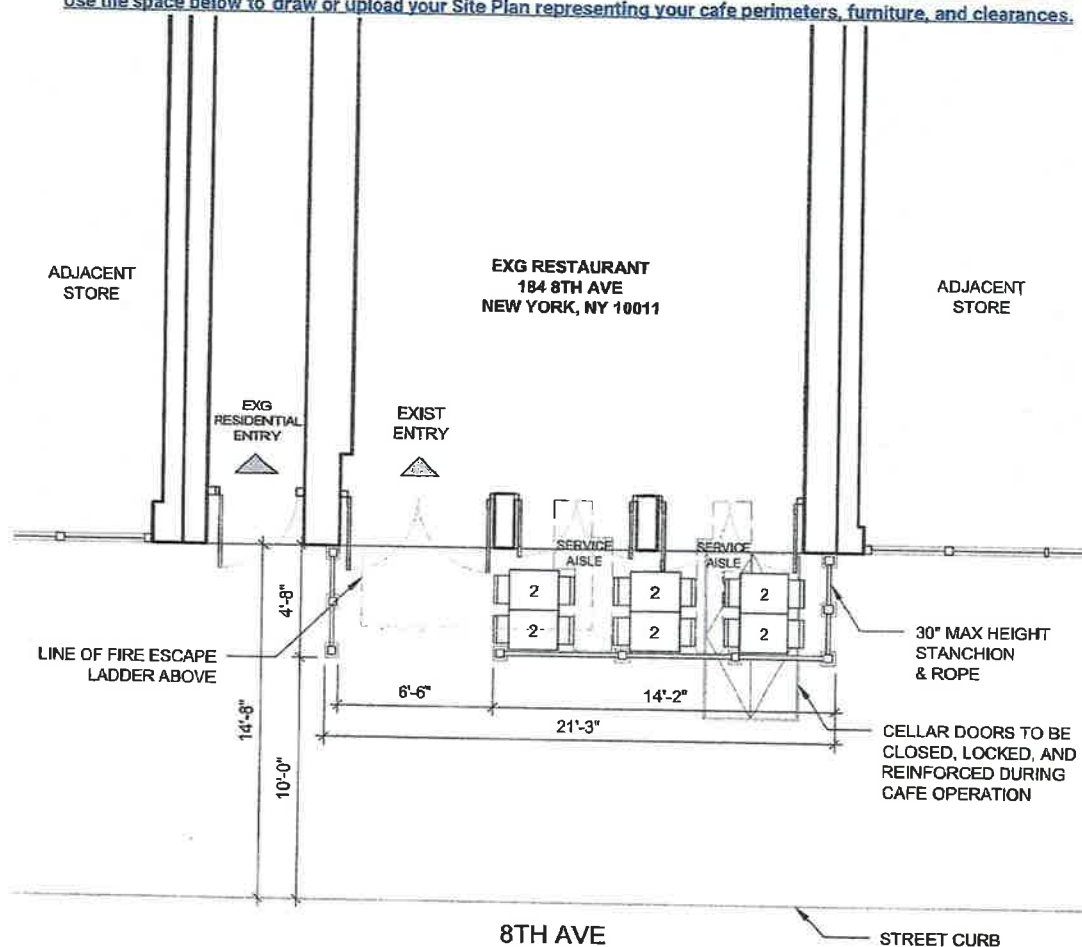 Use the space below to draw or upload your Site Plan representing your cafe perimeters, furniture, and clearances.
ADJACENT
STORE
EXG RESTAURANT
184 8TH AVE
NEW YORK, NY 10011
ADJACENT
STORE
EXG
RESIDENTIAL
ENTRY
EXIST
ENTRY
SERVICE
AISLE
SERVICE
AISLE
2
2
2
2
2
2
4'-8"
LINE OF FIRE ESCAPE
LADDER ABOVE
30" MAX HEIGHT
STANCHION
& ROPE
6'-6"
14'-2"
21'-3"
14'-8"
10'-0"
CELLAR DOORS TO BE
CLOSED, LOCKED, AND
REINFORCED DURING
CAFE OPERATION
8TH AVE
STREET CURB